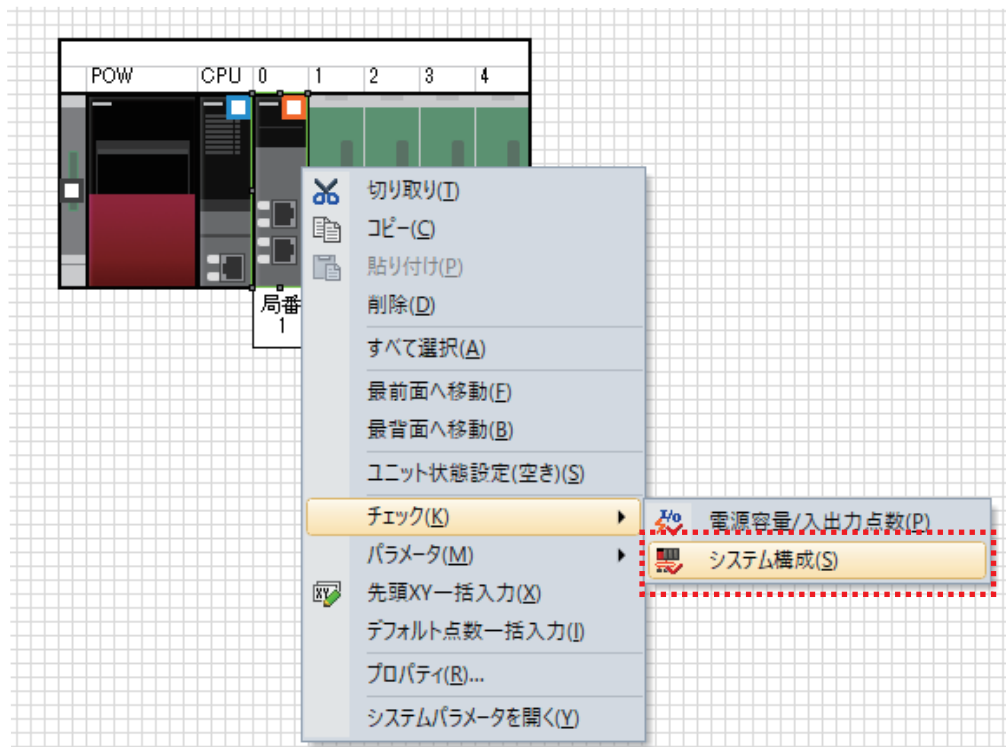 POW CPU 0 1 2 3 4
局番
1
切り取り(T)
コピー(C)
貼り付け(P)
削除(D)
すべて選択(A)
最前面へ移動(F)
最背面へ移動(B)
ユニット状態設定(空き)(S)
チェック(K)
電源容量/入出力点数(P)
システム構成(S)
パラメータ(M)
先頭XY一括入力(X)
デフォルト点数一括入力(I)
プロパティ(R)...
システムパラメータを開く(Y)